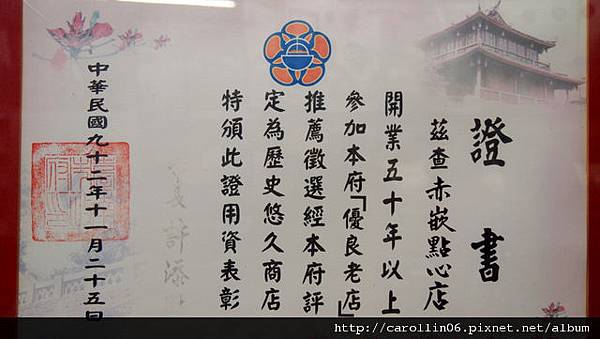 證書
茲查赤嵌點心店
開業五十年以上
參加本府「優良老店」
推薦徵選經本府評
定為歷史悠久商店
特頒此證用資表彰
許添
中華民國九十二年十一月二十五日
http://carollin06.pixnet.net/album